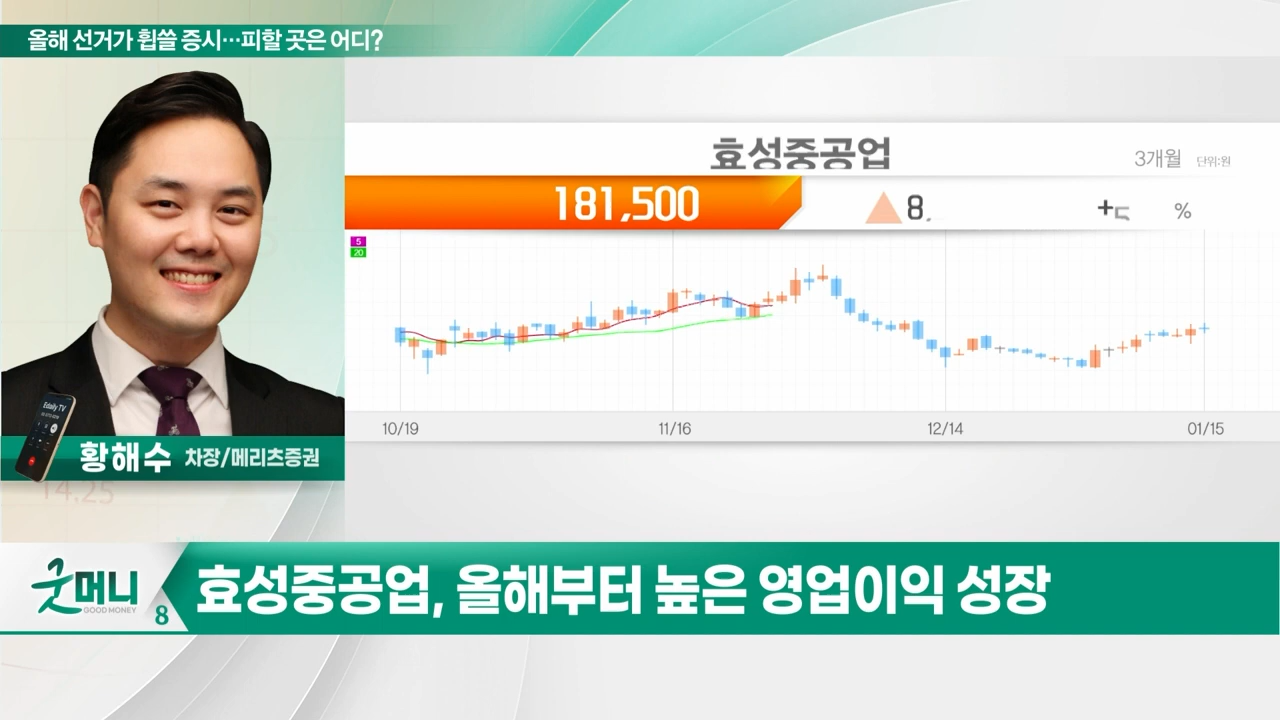 올해 선거가 휩쓸 증시…피할 곳은 어디?
효성중공업
3개월 단위:원
181,500 ▲ 8, + %
5
20
10/19 11/16 12/14 01/15
Edaily TV
황해수 차장/메리츠증권
14.25
굿머니
GOOD MONEY
8
효성중공업, 올해부터 높은 영업이익 성장